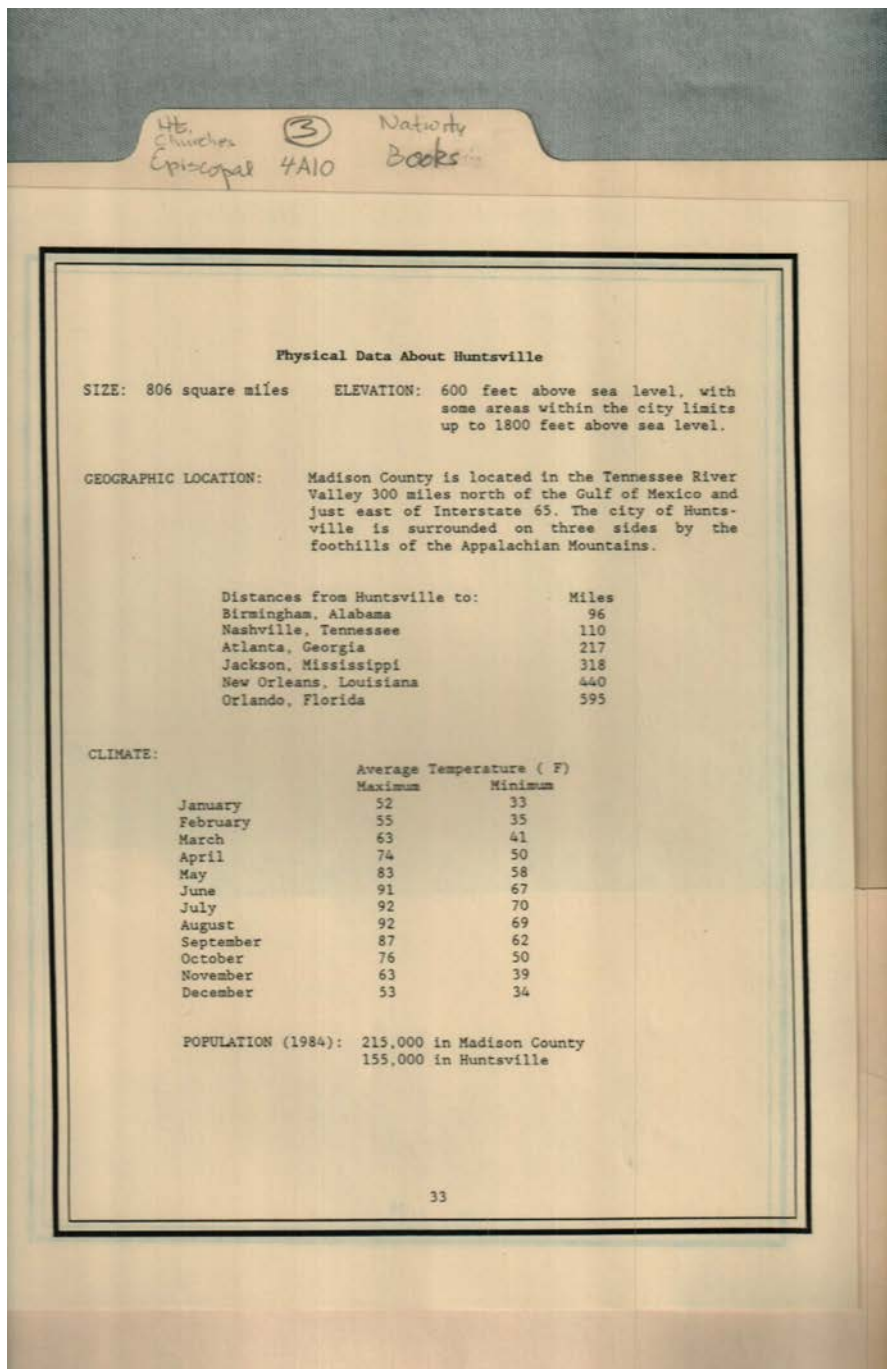 Ht. ③ Nativity
Churches
Episcopal 4A10 Books
Physical Data About Huntsville
SIZE: 806 square miles ELEVATION: 600 feet above sea level, with
some areas within the city limits
up to 1800 feet above sea level.
GEOGRAPHIC LOCATION: Madison County is located in the Tennessee River
Valley 300 miles north of the Gulf of Mexico and
just east of Interstate 65. The city of Hunts-
ville is surrounded on three sides by the
foothills of the Appalachian Mountains.
Distances from Huntsville to: Miles
Birmingham, Alabama 96
Nashville, Tennessee 110
Atlanta, Georgia 217
Jackson, Mississippi 318
New Orleans, Louisiana 440
Orlando, Florida 595
CLIMATE:
Average Temperature ( F)
Maximum Minimum
January 52 33
February 55 35
March 63 41
April 74 50
May 83 58
June 91 67
July 92 70
August 92 69
September 87 62
October 76 50
November 63 39
December 53 34
POPULATION (1984): 215,000 in Madison County
155,000 in Huntsville
33